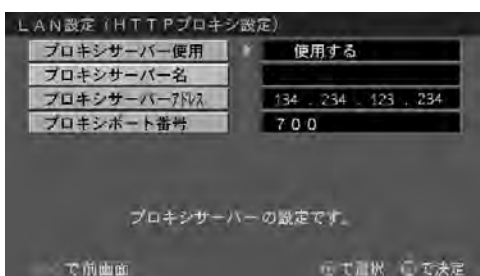 LAN設定(HTTPプロキシ設定)
プロキシサーバー使用 使用する
プロキシサーバー名
プロキシサーバーアドレス 134 . 234 . 123 . 234
プロキシポート番号 700
プロキシサーバーの設定です。
で前画面 で選択 で決定